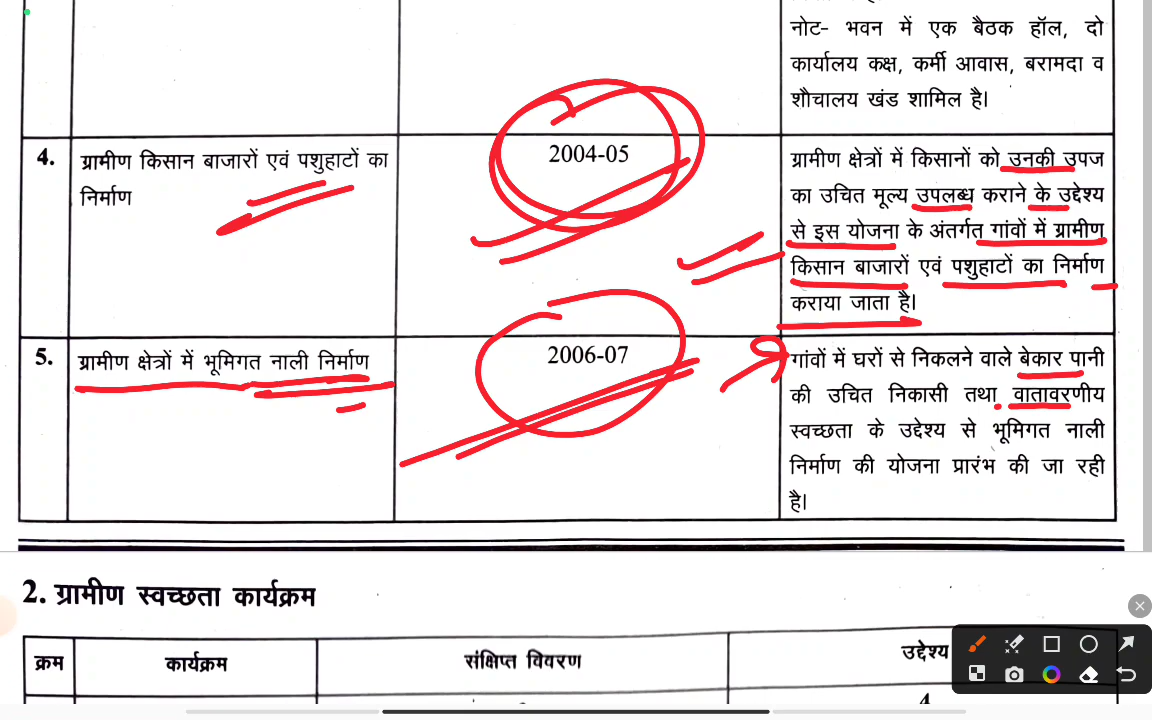 नोट- भवन में एक बैठक हॉल, दो
कार्यालय कक्ष, कर्मी आवास, बरामदा व
शौचालय खंड शामिल है।
4.
ग्रामीण किसान बाजारों एवं पशुहाटों का
निर्माण
2004-05
ग्रामीण क्षेत्रों में किसानों को उनकी उपज
का उचित मूल्य उपलब्ध कराने के उद्देश्य
से इस योजना के अंतर्गत गांवों में ग्रामीण
किसान बाजारों एवं पशुहाटों का निर्माण
कराया जाता है।
5.
ग्रामीण क्षेत्रों में भूमिगत नाली निर्माण
2006-07
गांवों में घरों से निकलने वाले बेकार पानी
की उचित निकासी तथा वातावरणीय
स्वच्छता के उद्देश्य से भूमिगत नाली
निर्माण की योजना प्रारंभ की जा रही
है।
2. ग्रामीण स्वच्छता कार्यक्रम
क्रम
कार्यक्रम
संक्षिप्त विवरण
उद्देश्य